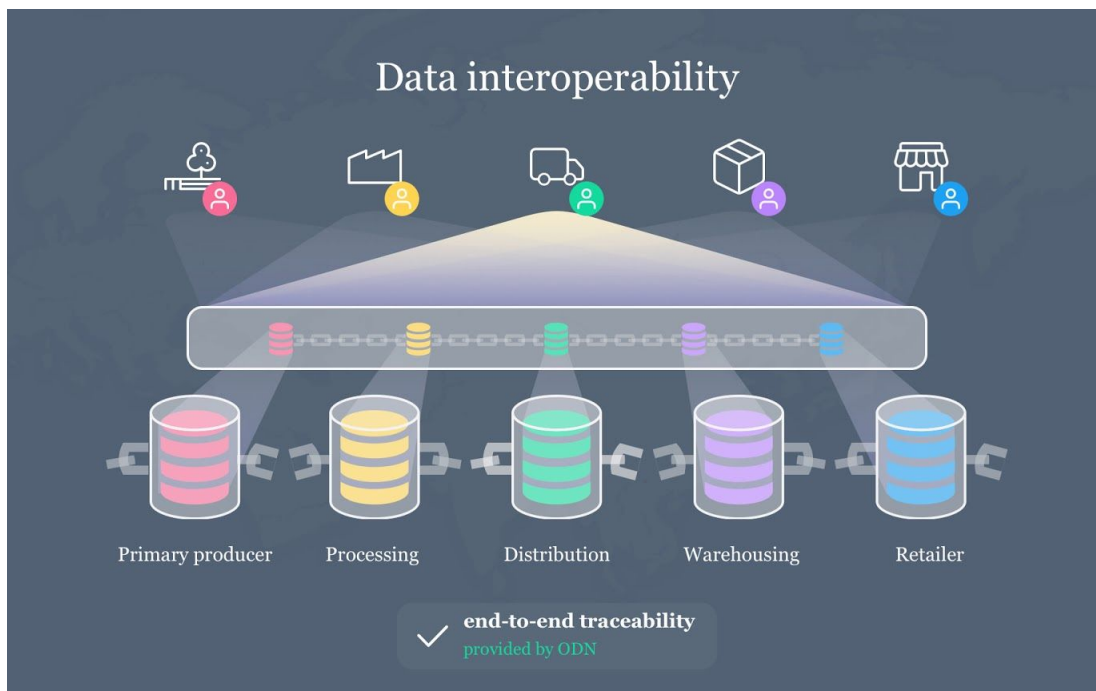 Data interoperability
Primary producer
Processing
Distribution
Warehousing
Retailer
end-to-end traceability
provided by ODN